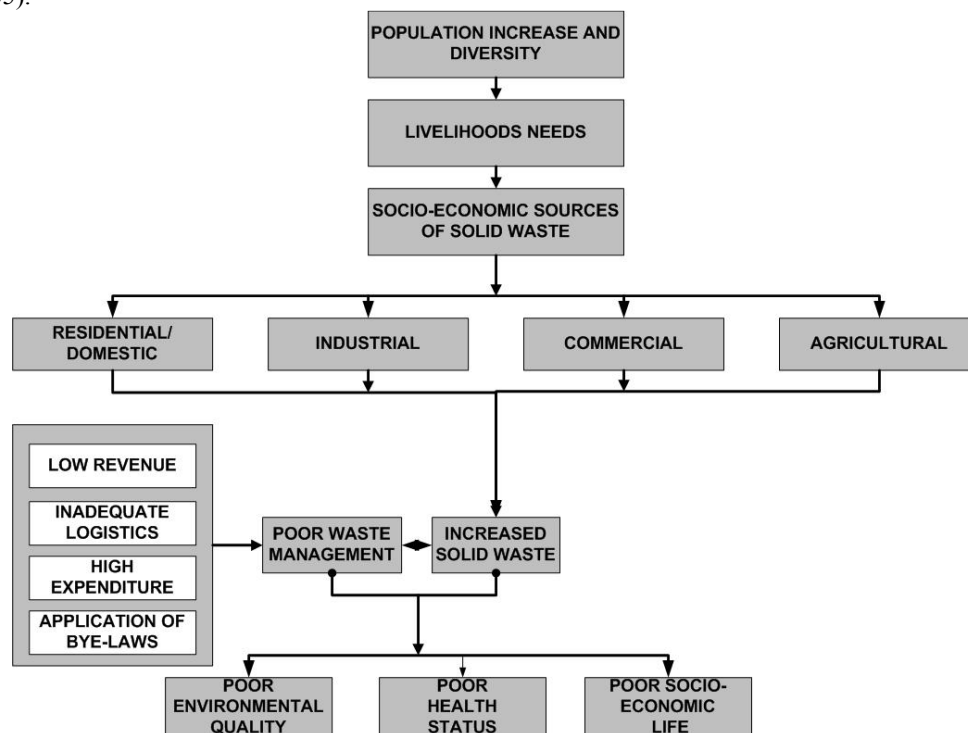 5).
POPULATION INCREASE AND
DIVERSITY
LIVELIHOODS NEEDS
SOCIO-ECONOMIC SOURCES
OF SOLID WASTE
RESIDENTIAL/
DOMESTIC
INDUSTRIAL
COMMERCIAL
AGRICULTURAL
LOW REVENUE
INADEQUATE
LOGISTICS
HIGH
EXPENDITURE
APPLICATION OF
BYE-LAWS
POOR WASTE
MANAGEMENT
INCREASED
SOLID WASTE
POOR
ENVIRONMENTAL
QUALITY
POOR
HEALTH
STATUS
POOR SOCIO-
ECONOMIC
LIFE